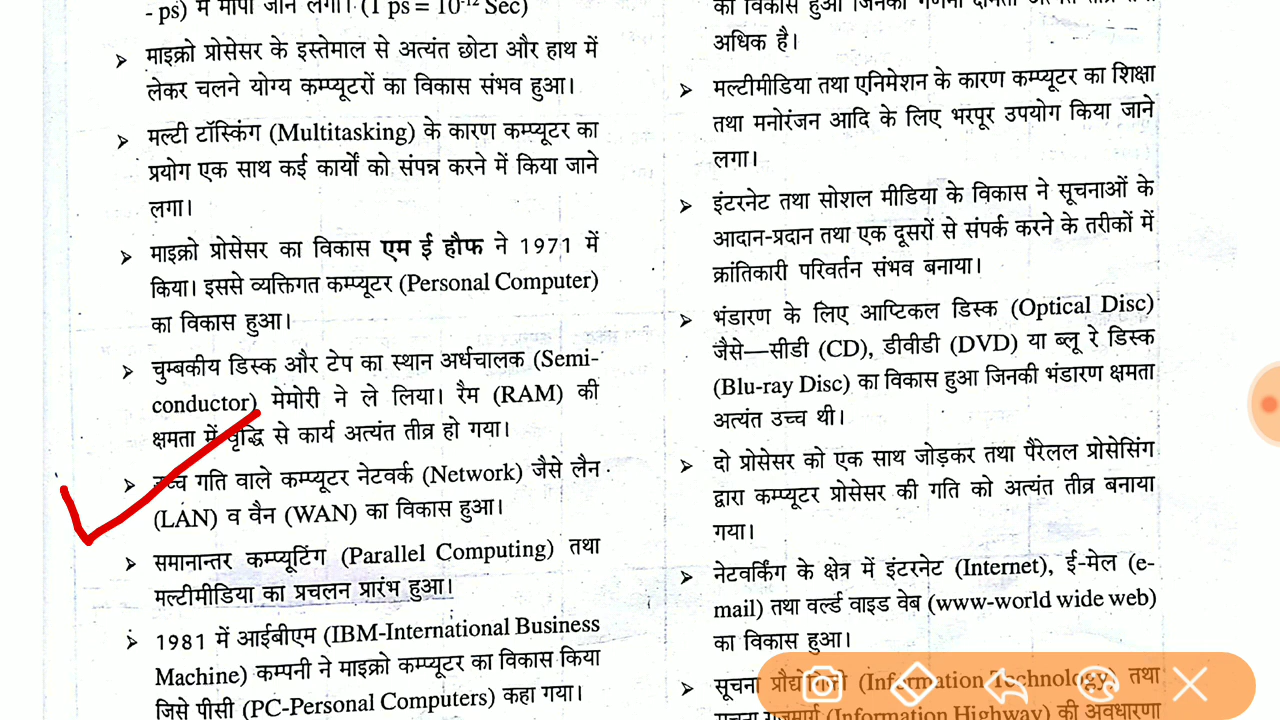 - ps) में मापा जाने लगा। (1 ps = 10⁻¹² Sec)
➢ माइक्रो प्रोसेसर के इस्तेमाल से अत्यंत छोटा और हाथ में
लेकर चलने योग्य कम्प्यूटरों का विकास संभव हुआ।
➢ मल्टी टॉस्किंग (Multitasking) के कारण कम्प्यूटर का
प्रयोग एक साथ कई कार्यों को संपन्न करने में किया जाने
लगा।
➢ माइक्रो प्रोसेसर का विकास एम ई हौफ ने 1971 में
किया। इससे व्यक्तिगत कम्प्यूटर (Personal Computer)
का विकास हुआ।
➢ चुम्बकीय डिस्क और टेप का स्थान अर्धचालक (Semi-
conductor) मेमोरी ने ले लिया। रैम (RAM) की
क्षमता में वृद्धि से कार्य अत्यंत तीव्र हो गया।
➢ उच्च गति वाले कम्प्यूटर नेटवर्क (Network) जैसे लैन
(LAN) व वैन (WAN) का विकास हुआ।
➢ समानान्तर कम्प्यूटिंग (Parallel Computing) तथा
मल्टीमीडिया का प्रचलन प्रारंभ हुआ।
➢ 1981 में आईबीएम (IBM-International Business
Machine) कम्पनी ने माइक्रो कम्प्यूटर का विकास किया
जिसे पीसी (PC-Personal Computers) कहा गया।
का विकास हुआ जिनकी गणना क्षमता अत्यंत तीव्र
अधिक है।
➢ मल्टीमीडिया तथा एनिमेशन के कारण कम्प्यूटर का शिक्षा
तथा मनोरंजन आदि के लिए भरपूर उपयोग किया जाने
लगा।
➢ इंटरनेट तथा सोशल मीडिया के विकास ने सूचनाओं के
आदान-प्रदान तथा एक दूसरों से संपर्क करने के तरीकों में
क्रांतिकारी परिवर्तन संभव बनाया।
➢ भंडारण के लिए आप्टिकल डिस्क (Optical Disc)
जैसे—सीडी (CD), डीवीडी (DVD) या ब्लू रे डिस्क
(Blu-ray Disc) का विकास हुआ जिनकी भंडारण क्षमता
अत्यंत उच्च थी।
➢ दो प्रोसेसर को एक साथ जोड़कर तथा पैरेलल प्रोसेसिंग
द्वारा कम्प्यूटर प्रोसेसर की गति को अत्यंत तीव्र बनाया
गया।
➢ नेटवर्किंग के क्षेत्र में इंटरनेट (Internet), ई-मेल (e-
mail) तथा वर्ल्ड वाइड वेब (www-world wide web)
का विकास हुआ।
➢ सूचना प्रौद्योगिकी (Information Technology) तथा
सूचना राजमार्ग (Information Highway) की अवधारणा